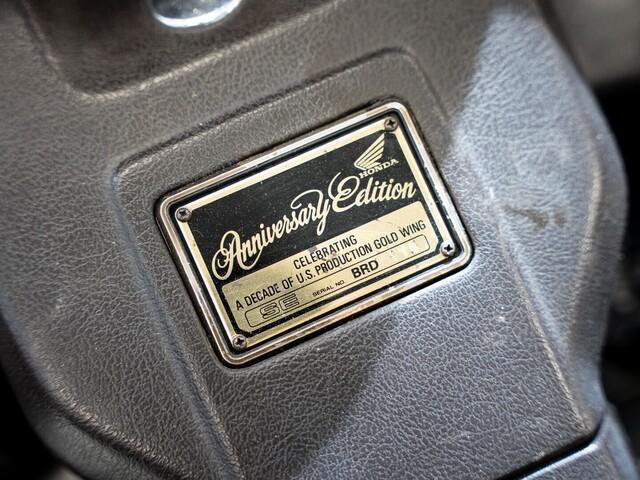 HONDA
Anniversary Edition
CELEBRATING
A DECADE OF U.S. PRODUCTION GOLD WING
SE SERIAL NO. BRD